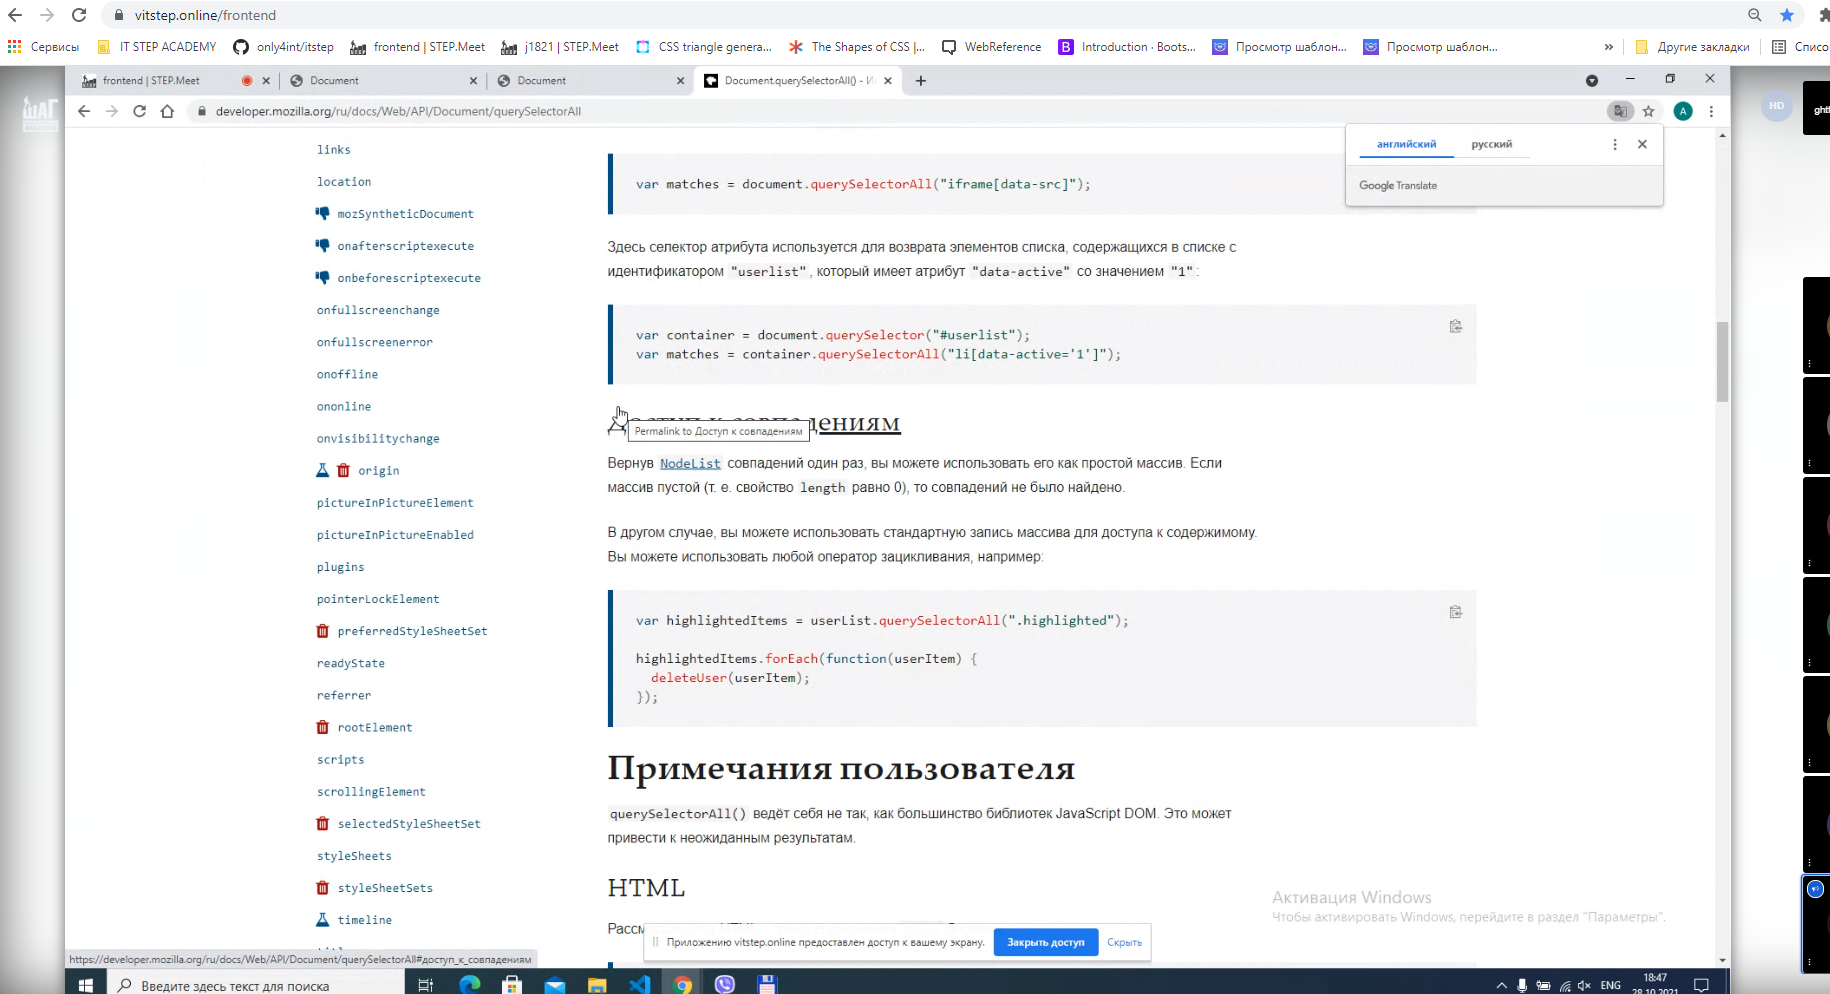 vitstep.online/frontend
Сервисы
IT STEP ACADEMY
only4int/itstep
frontend | STEP.Meet
j1821 | STEP.Meet
CSS triangle genera...
The Shapes of CSS |...
WebReference
Introduction · Boots...
Просмотр шаблон...
Просмотр шаблон...
»
Другие закладки
Списо
ШАГ
frontend | STEP.Meet
Document
Document
Document.querySelectorAll() - И
HD
ghtl
developer.mozilla.org/ru/docs/Web/API/Document/querySelectorAll
A
английский
русский
Google Translate
links
location
mozSyntheticDocument
onafterscriptexecute
onbeforescriptexecute
onfullscreenchange
onfullscreenerror
onoffline
ononline
onvisibilitychange
origin
pictureInPictureElement
pictureInPictureEnabled
plugins
pointerLockElement
preferredStyleSheetSet
readyState
referrer
rootElement
scripts
scrollingElement
selectedStyleSheetSet
styleSheets
styleSheetSets
timeline
var matches = document.querySelectorAll("iframe[data-src]");
Здесь селектор атрибута используется для возврата элементов списка, содержащихся в списке с
идентификатором "userlist", который имеет атрибут "data-active" со значением "1":
var container = document.querySelector("#userlist");
var matches = container.querySelectorAll("li[data-active='1']");
Доступ к совпадениям
Permalink to Доступ к совпадениям
Вернув NodeList совпадений один раз, вы можете использовать его как простой массив. Если
массив пустой (т. е. свойство length равно 0), то совпадений не было найдено.
В другом случае, вы можете использовать стандартную запись массива для доступа к содержимому.
Вы можете использовать любой оператор зацикливания, например:
var highlightedItems = userList.querySelectorAll(".highlighted");
highlightedItems.forEach(function(userItem) {
deleteUser(userItem);
});
Примечания пользователя
querySelectorAll() ведёт себя не так, как большинство библиотек JavaScript DOM. Это может
привести к неожиданным результатам.
HTML
Рассм
Активация Windows
Чтобы активировать Windows, перейдите в раздел "Параметры".
Приложению vitstep.online предоставлен доступ к вашему экрану.
Закрыть доступ
Скрыть
https://developer.mozilla.org/ru/docs/Web/API/Document/querySelectorAll#доступ_к_совпадениям
Введите здесь текст для поиска
ENG
18:47
28.10.2021